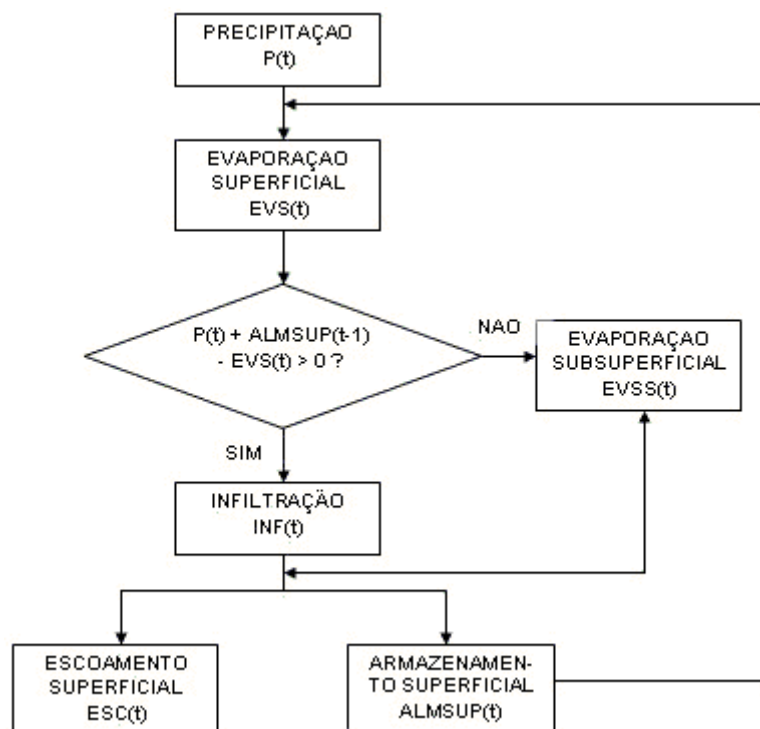 PRECIPITAÇAO
P(t)
EVAPORAÇAO
SUPERFICIAL
EVS(t)
P(t) + ALMSUP(t-1)
- EVS(t) > 0 ?
NAO
EVAPORAÇAO
SUBSUPERFICIAL
EVSS(t)
SIM
INFILTRAÇÃO
INF(t)
ESCOAMENTO
SUPERFICIAL
ESC(t)
ARMAZENAMEN-
TO SUPERFICIAL
ALMSUP(t)